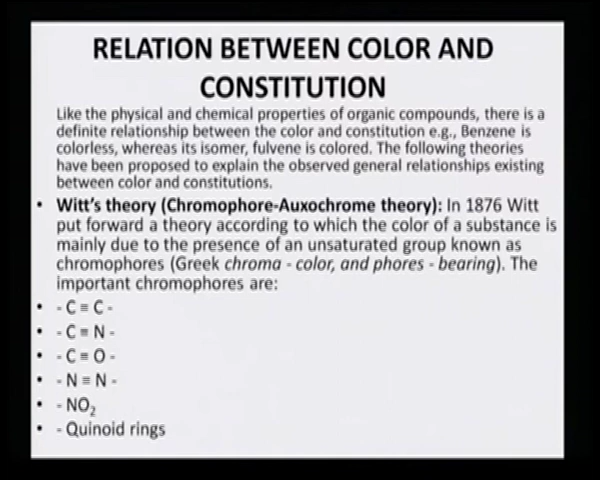 RELATION BETWEEN COLOR AND
CONSTITUTION
Like the physical and chemical properties of organic compounds, there is a
definite relationship between the color and constitution e.g., Benzene is
colorless, whereas its isomer, fulvene is colored. The following theories
have been proposed to explain the observed general relationships existing
between color and constitutions.
• Witt's theory (Chromophore-Auxochrome theory): In 1876 Witt
put forward a theory according to which the color of a substance is
mainly due to the presence of an unsaturated group known as
chromophores (Greek chroma - color, and phores - bearing). The
important chromophores are:
• - C ≡ C -
• - C ≡ N -
• - C ≡ O -
• - N ≡ N -
• - NO₂
• - Quinoid rings